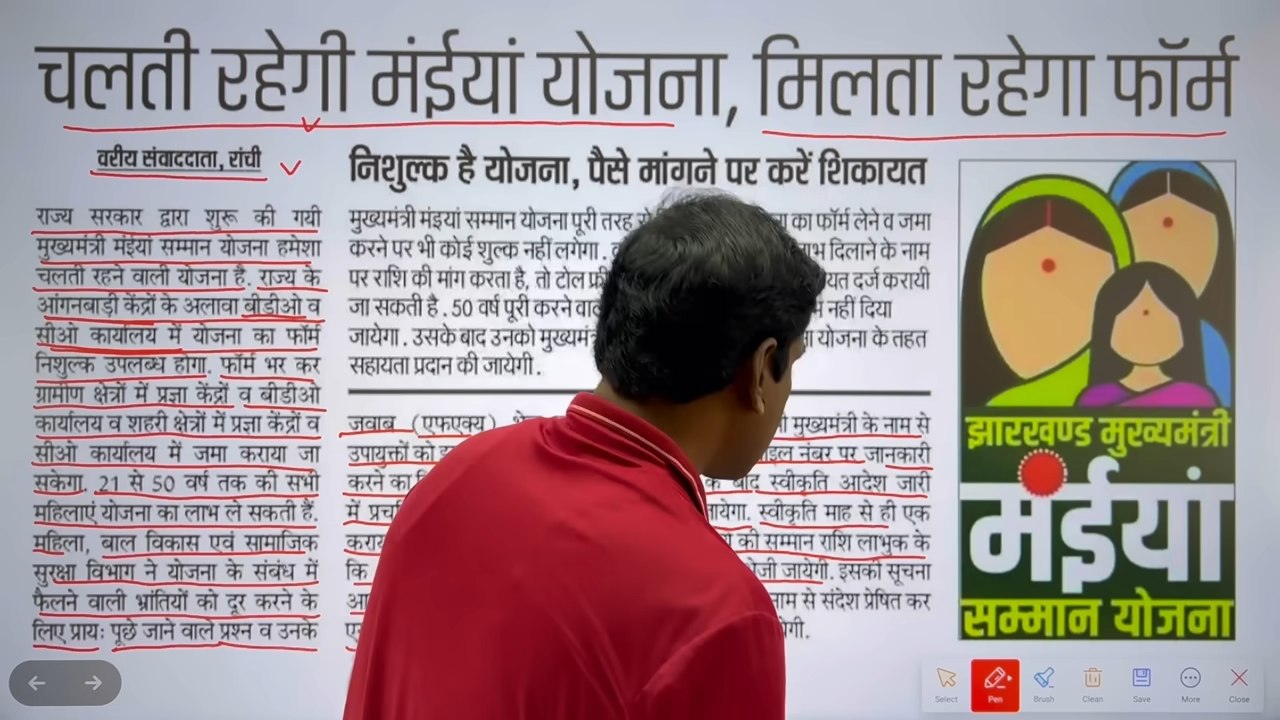 चलती रहेगी मंईयां योजना, मिलता रहेगा फॉर्म
वरीय संवाददाता, रांची
राज्य सरकार द्वारा शुरू की गयी
मुख्यमंत्री मंईयां सम्मान योजना हमेशा
चलती रहने वाली योजना है. राज्य के
आंगनबाड़ी केंद्रों के अलावा बीडीओ व
सीओ कार्यालय में योजना का फॉर्म
निशुल्क उपलब्ध होगा. फॉर्म भर कर
ग्रामीण क्षेत्रों में प्रज्ञा केंद्रों व बीडीओ
कार्यालय व शहरी क्षेत्रों में प्रज्ञा केंद्रों व
सीओ कार्यालय में जमा कराया जा
सकेगा. 21 से 50 वर्ष तक की सभी
महिलाएं योजना का लाभ ले सकती हैं.
महिला, बाल विकास एवं सामाजिक
सुरक्षा विभाग ने योजना के संबंध में
फैलने वाली भ्रांतियों को दूर करने के
लिए प्रायः पूछे जाने वाले प्रश्न व उनके
निशुल्क है योजना, पैसे मांगने पर करें शिकायत
मुख्यमंत्री मंइयां सम्मान योजना पूरी तरह का फॉर्म लेने व जमा
करने पर भी कोई शुल्क नहीं लगेगा. दिलाने के नाम
पर राशि की मांग करता है, तो टोल दर्ज करायी
जा सकती है. 50 वर्ष पूरी करने नहीं दिया
जायेगा. उसके बाद उनको योजना के तहत
सहायता प्रदान की जायेगी.
जवाब (एफएक्यू) मुख्यमंत्री के नाम से
उपायुक्तों को नंबर पर जानकारी
करने का के बाद स्वीकृति आदेश जारी
में स्वीकृति माह से ही एक
की सम्मान राशि लाभुक के
कि जायेगी. इसकी सूचना
से संदेश प्रेषित कर
झारखण्ड मुख्यमंत्री
मंईयां
सम्मान योजना
Select Pen Brush Clean Save More Close